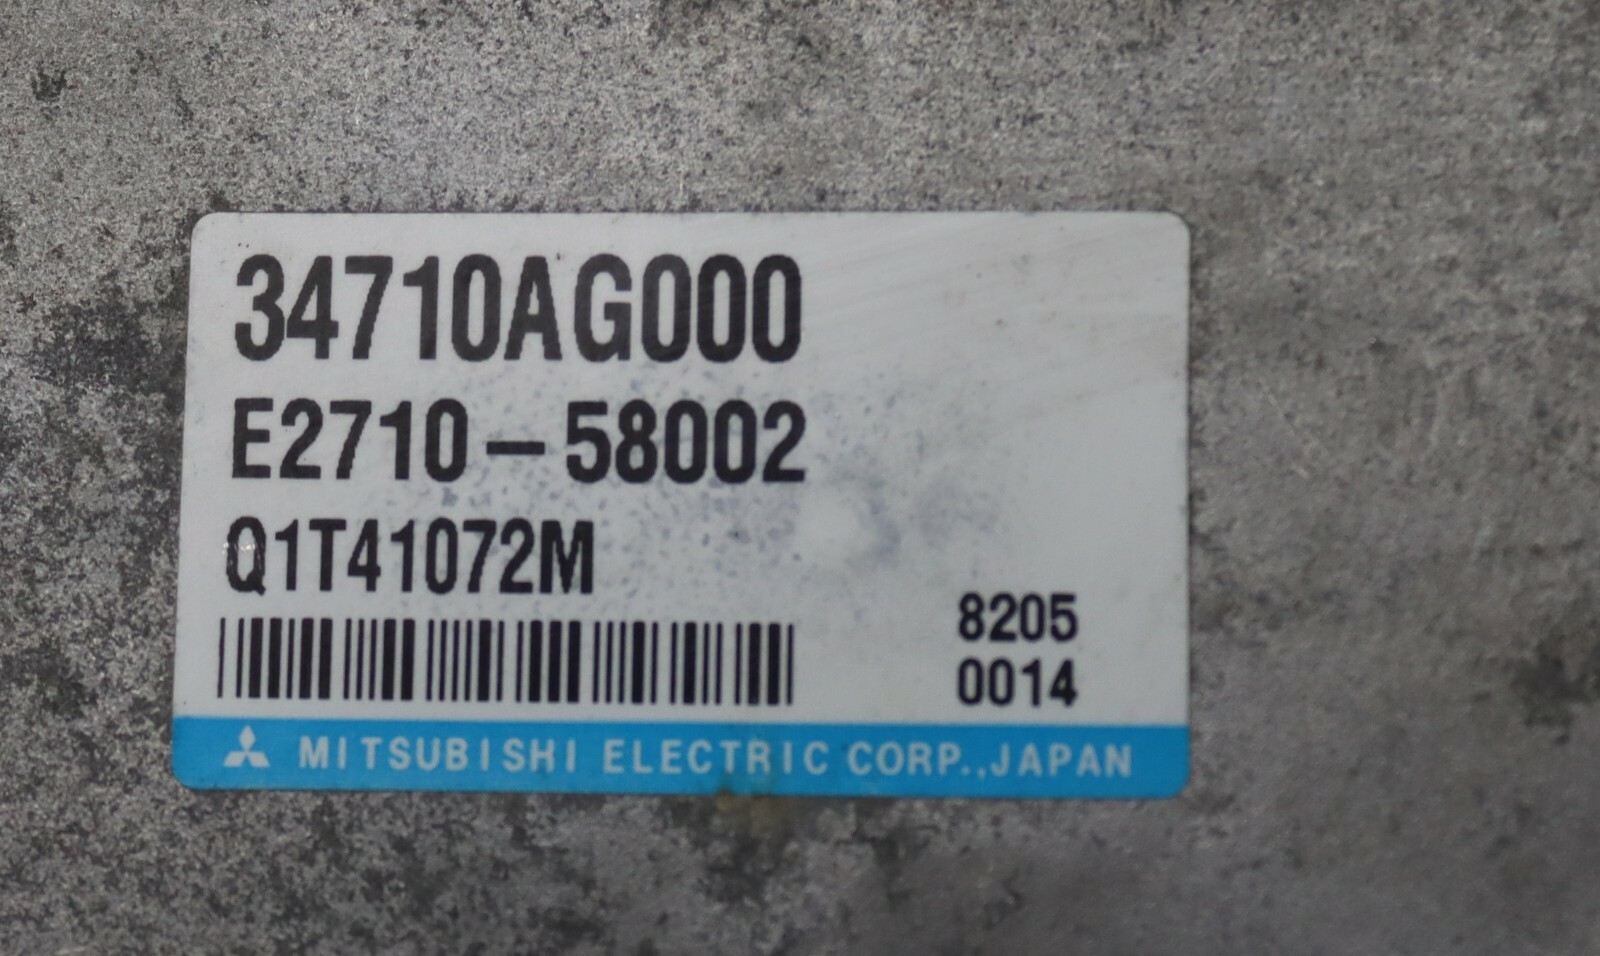 34710AG000
E2710-58002
Q1T41072M
8205
0014
MITSUBISHI ELECTRIC CORP.,JAPAN